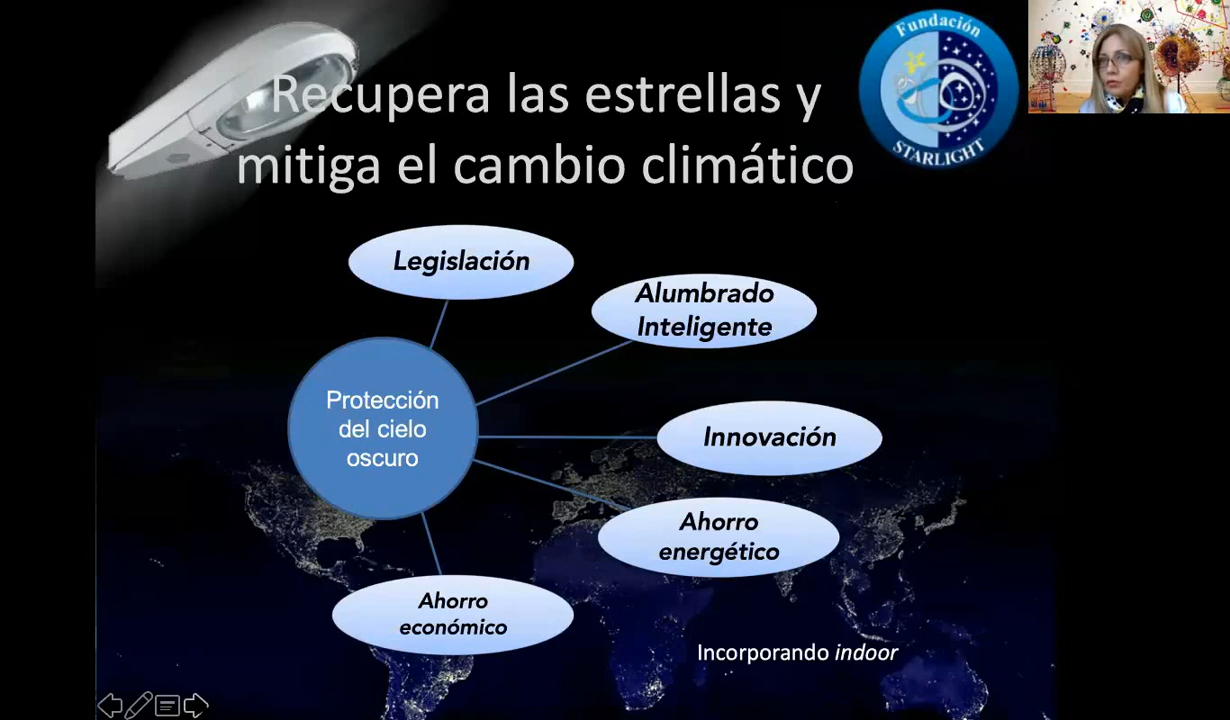 Recupera las estrellas y
mitiga el cambio climático
Fundación
STARLIGHT
Legislación
Alumbrado
Inteligente
Protección
del cielo
oscuro
Innovación
Ahorro
energético
Ahorro
económico
Incorporando indoor